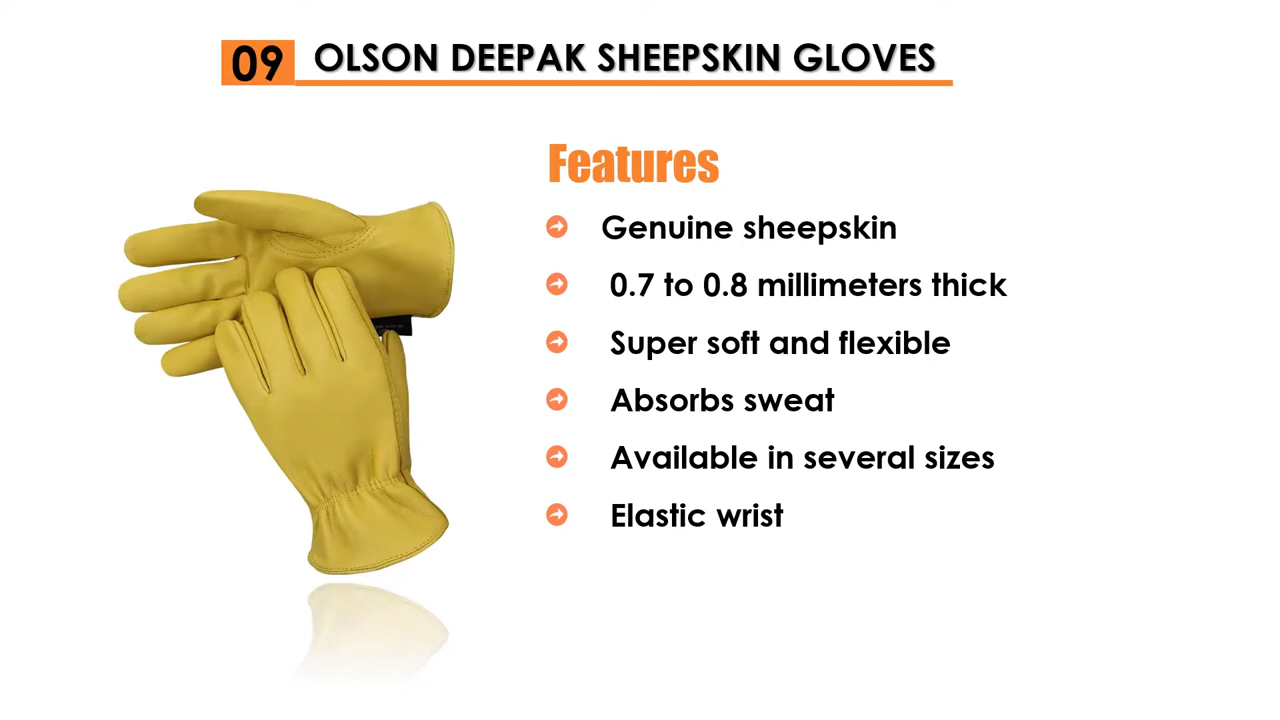 09 OLSON DEEPAK SHEEPSKIN GLOVES
Features
Genuine sheepskin
0.7 to 0.8 millimeters thick
Super soft and flexible
Absorbs sweat
Available in several sizes
Elastic wrist